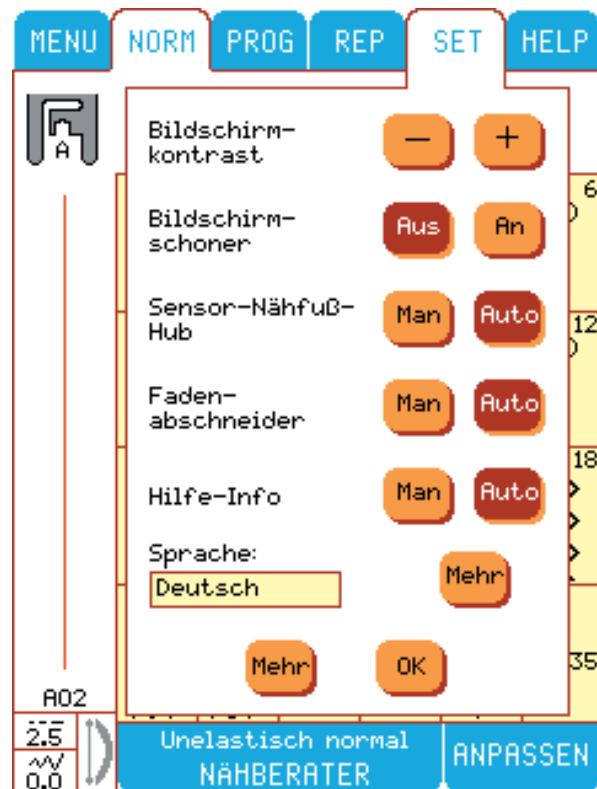 MENU NORM PROG REP SET HELP
A
Bildschirm-
kontrast
− +
Bildschirm-
schoner
Aus An
6
Sensor-Nähfuß-
Hub
Man Auto
12
Faden-
abschneider
Man Auto
18
Hilfe-Info
Man Auto
Sprache:
Deutsch
Mehr
Mehr OK
35
A02
2.5
0.0
Unelastisch normal
NÄHBERATER
ANPASSEN